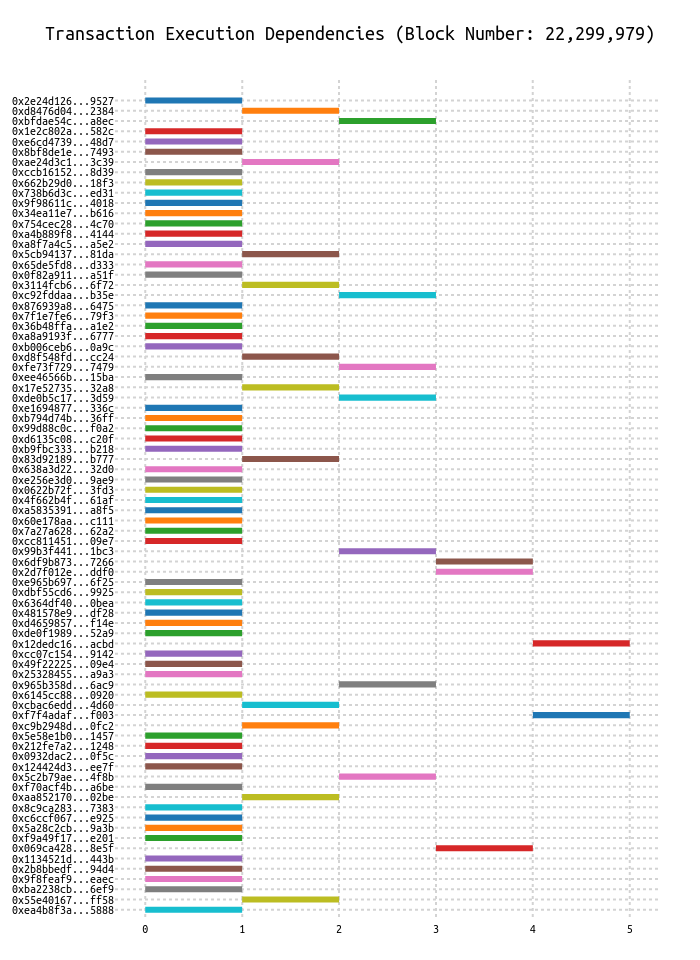 Transaction Execution Dependencies (Block Number: 22,299,979)
0x2e24d126...9527
0xd8476d04...2384
0xbfdae54c...a8ec
0x1e2c802a...582c
0xe6cd4739...48d7
0x8bf8de1e...7493
0xae24d3c1...3c39
0xccb16152...8d39
0x662b29d0...18f3
0x738b6d3c...ed31
0x9f98611c...4018
0x34ea11e7...b616
0x754cec28...4c70
0xa4b889f8...4144
0xa8f7a4c5...a5e2
0x5cb94137...81da
0x65de5fd8...d333
0x0f82a911...a51f
0x3114fcb6...6f72
0xc92fddaa...b35e
0x876939a8...6475
0x7f1e7fe6...79f3
0x36b48ffa...a1e2
0xa8a9193f...6777
0xb006ceb6...0a9c
0xd8f548fd...cc24
0xfe73f729...7479
0xee46566b...15ba
0x17e52735...32a8
0xde0b5c17...3d59
0xe1694877...336c
0xb794d74b...36ff
0x99d88c0c...f0a2
0xd6135c08...c20f
0xb9fbc333...b218
0x83d92189...b777
0x638a3d22...32d0
0xe256e3d0...9ae9
0x0622b72f...3fd3
0x4f662b4f...61af
0xa5835391...a8f5
0x60e178aa...c111
0x7a27a628...62a2
0xcc811451...09e7
0x99b3f441...1bc3
0x6df9b873...7266
0x2d7f012e...ddf0
0xe965b697...6f25
0xdbf55cd6...9925
0x6364df40...0bea
0x481578e9...df28
0xd4659857...f14e
0xde0f1989...52a9
0x12dedc16...acbd
0xcc07c154...9142
0x49f22225...09e4
0x25328455...a9a3
0x965b358d...6ac9
0x6145cc88...0920
0xcbac6edd...4d60
0xf7f4adaf...f003
0xc9b2948d...0fc2
0x5e58e1b0...1457
0x212fe7a2...1248
0x0932dac2...0f5c
0x124424d3...ee7f
0x5c2b79ae...4f8b
0xf70acf4b...a6be
0xaa852170...02be
0x8c9ca283...7383
0xc6ccf067...e925
0x5a28c2cb...9a3b
0xf9a49f17...e201
0x069ca428...8e5f
0x1134521d...443b
0x2b8bbedf...94d4
0x9f8feaf9...eaec
0xba2238cb...6ef9
0x55e40167...ff58
0xea4b8f3a...5888
0 1 2 3 4 5